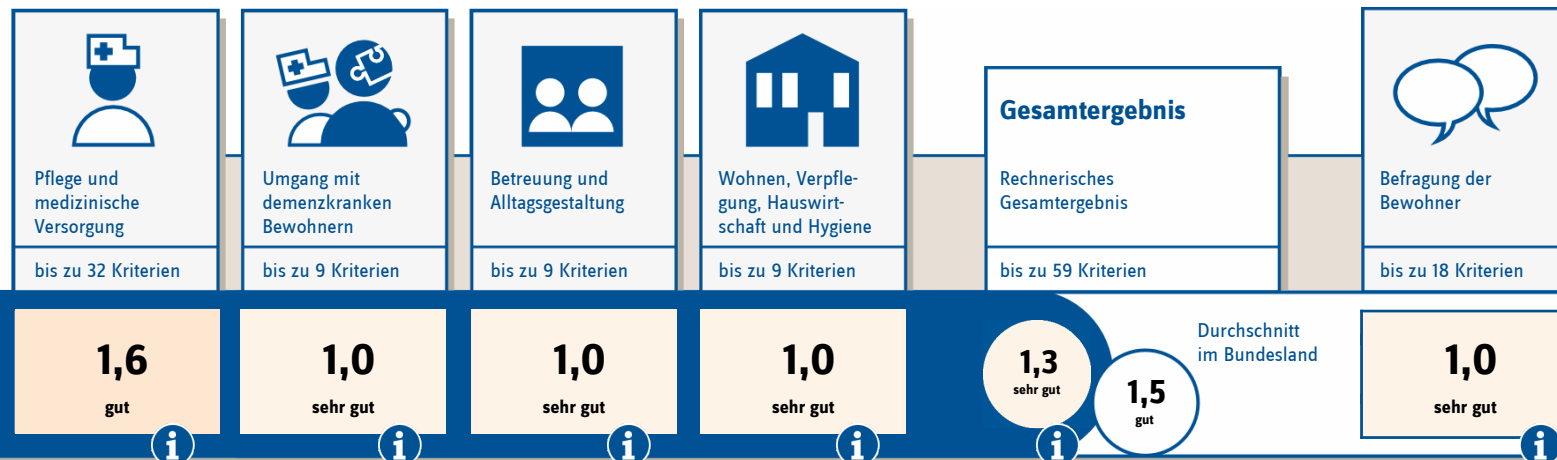 Pflege und
medizinische
Versorgung
bis zu 32 Kriterien
1,6
gut
i
Umgang mit
demenzkranken
Bewohnern
bis zu 9 Kriterien
1,0
sehr gut
i
Betreuung und
Alltagsgestaltung
bis zu 9 Kriterien
1,0
sehr gut
i
Wohnen, Verpfle-
gung, Hauswirt-
schaft und Hygiene
bis zu 9 Kriterien
1,0
sehr gut
i
Gesamtergebnis
Rechnerisches
Gesamtergebnis
bis zu 59 Kriterien
1,3
sehr gut
i
Durchschnitt
im Bundesland
1,5
gut
Befragung der
Bewohner
bis zu 18 Kriterien
1,0
sehr gut
i